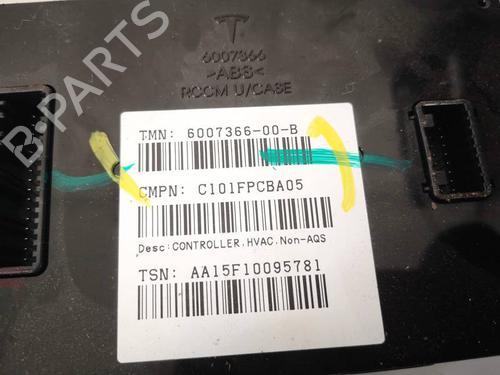 6007366
>ABS<
RCCM U/CASE
TMN: 6007366-00-B
CMPN: C101FPCBA05
Desc:CONTROLLER,HVAC,Non-AQS
TSN: AA15F10095781
B-PARTS